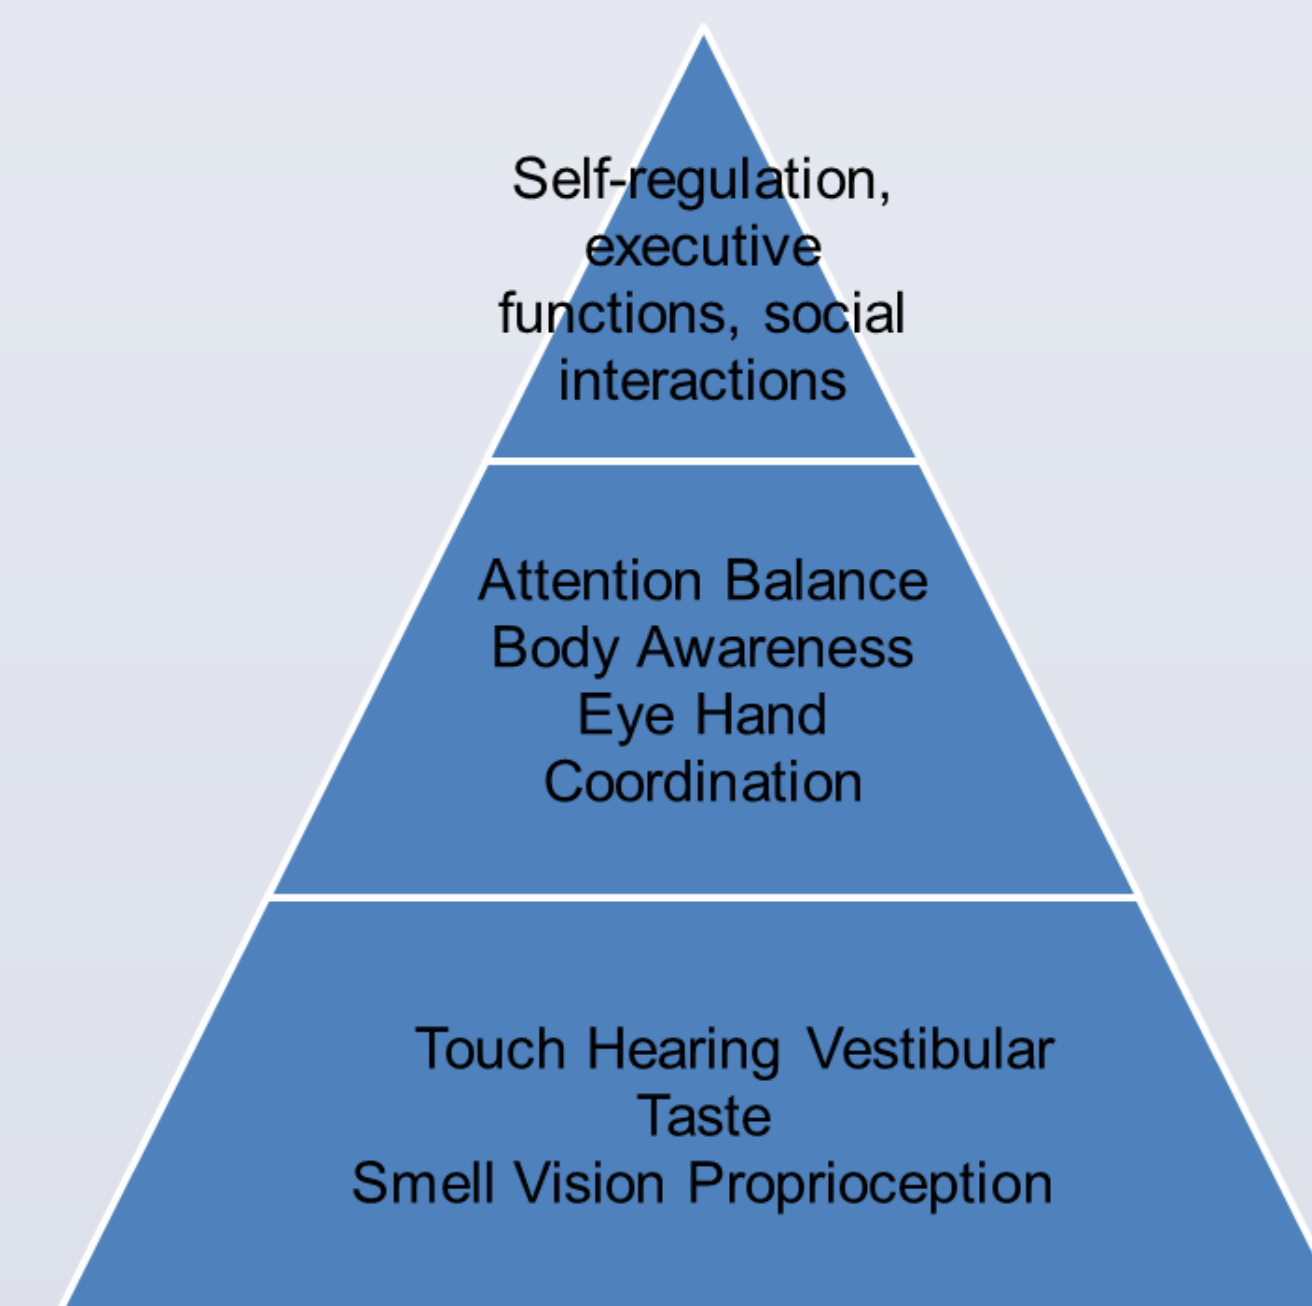 Self-regulation,
executive
functions, social
interactions
Attention Balance
Body Awareness
Eye Hand
Coordination
Touch Hearing Vestibular
Taste
Smell Vision Proprioception